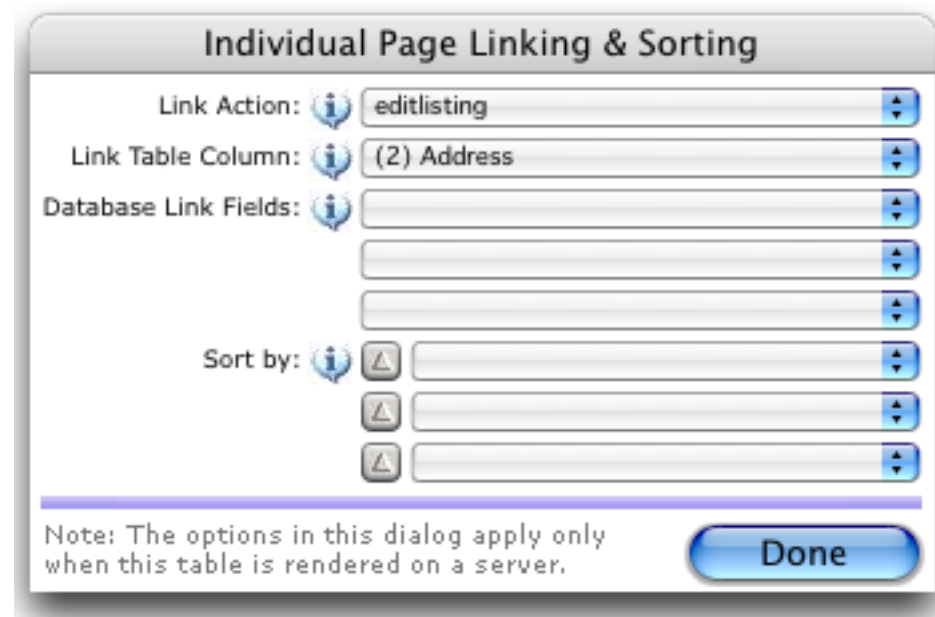 Individual Page Linking & Sorting
Link Action: editlisting
Link Table Column: (2) Address
Database Link Fields:
Sort by:
Note: The options in this dialog apply only
when this table is rendered on a server.
Done